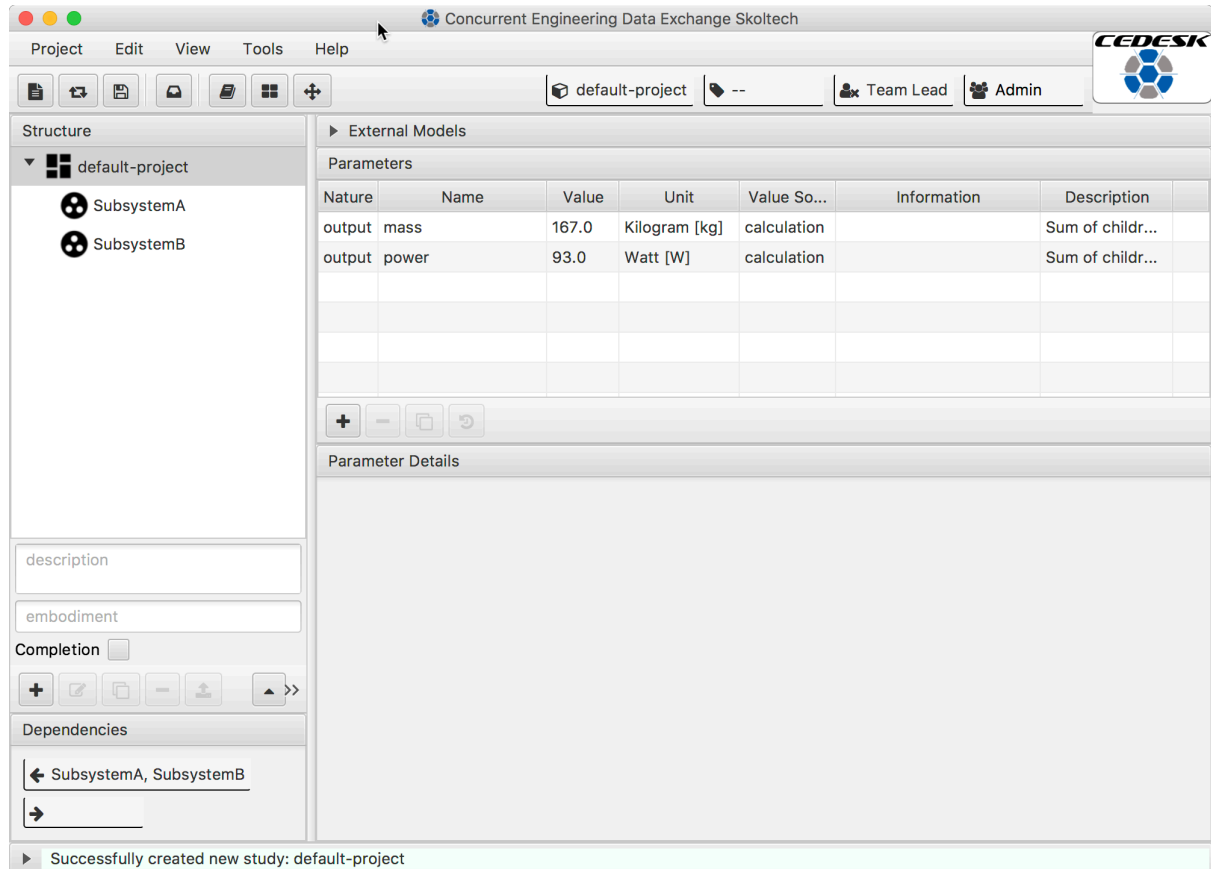 Concurrent Engineering Data Exchange Skoltech
Project Edit View Tools Help
CEDESK
default-project -- Team Lead Admin
Structure
default-project
SubsystemA
SubsystemB
description
embodiment
Completion
Dependencies
SubsystemA, SubsystemB
External Models
Parameters
Nature Name Value Unit Value So... Information Description
output mass 167.0 Kilogram [kg] calculation Sum of childr...
output power 93.0 Watt [W] calculation Sum of childr...
Parameter Details
Successfully created new study: default-project